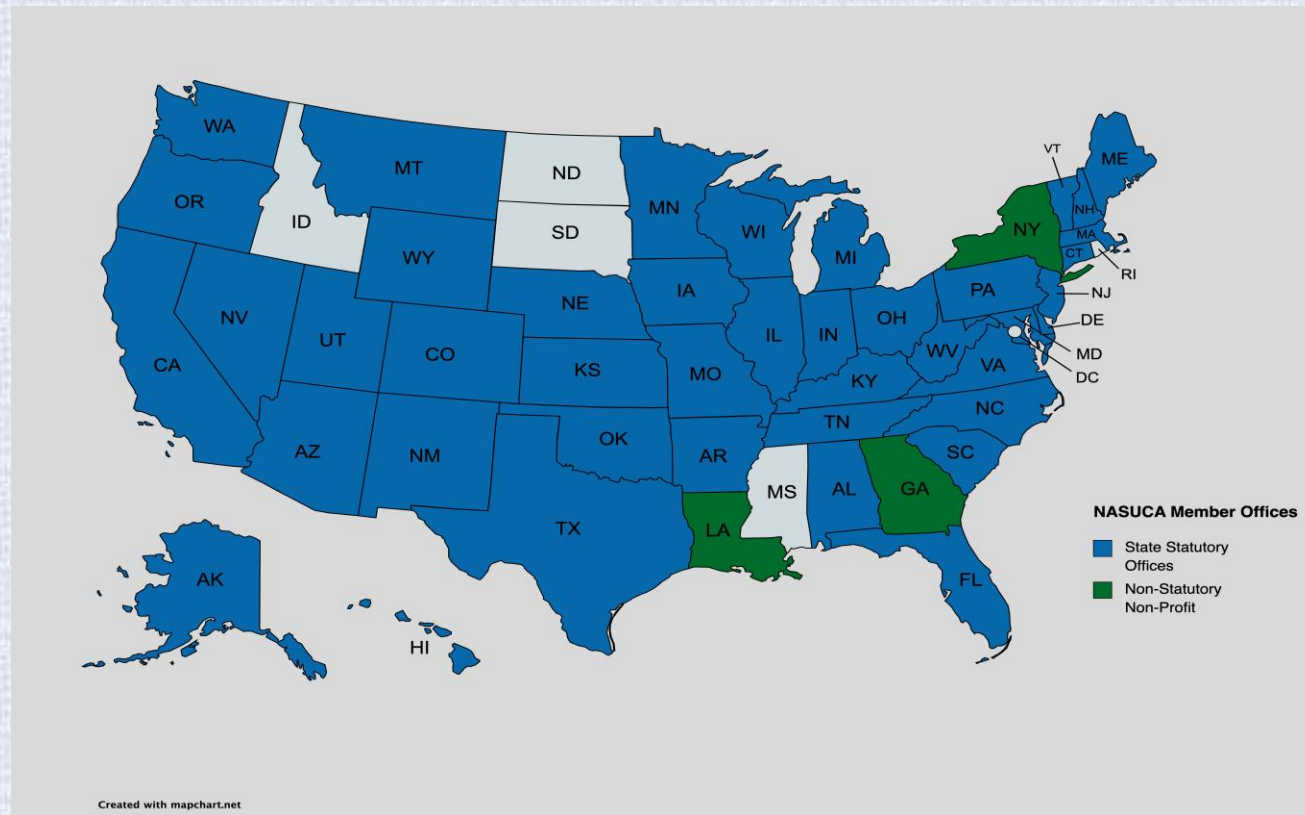 WA
MT
ND
MN
VT
ME
OR
ID
SD
WI
MI
NY
NH
MA
CT
RI
WY
NE
IA
PA
NJ
NV
UT
CO
IL
IN
OH
DE
CA
KS
MO
KY
WV
VA
MD
DC
AZ
NM
OK
AR
TN
NC
SC
TX
LA
MS
AL
GA
FL
AK
HI
NASUCA Member Offices
State Statutory
Offices
Non-Statutory
Non-Profit
Created with mapchart.net